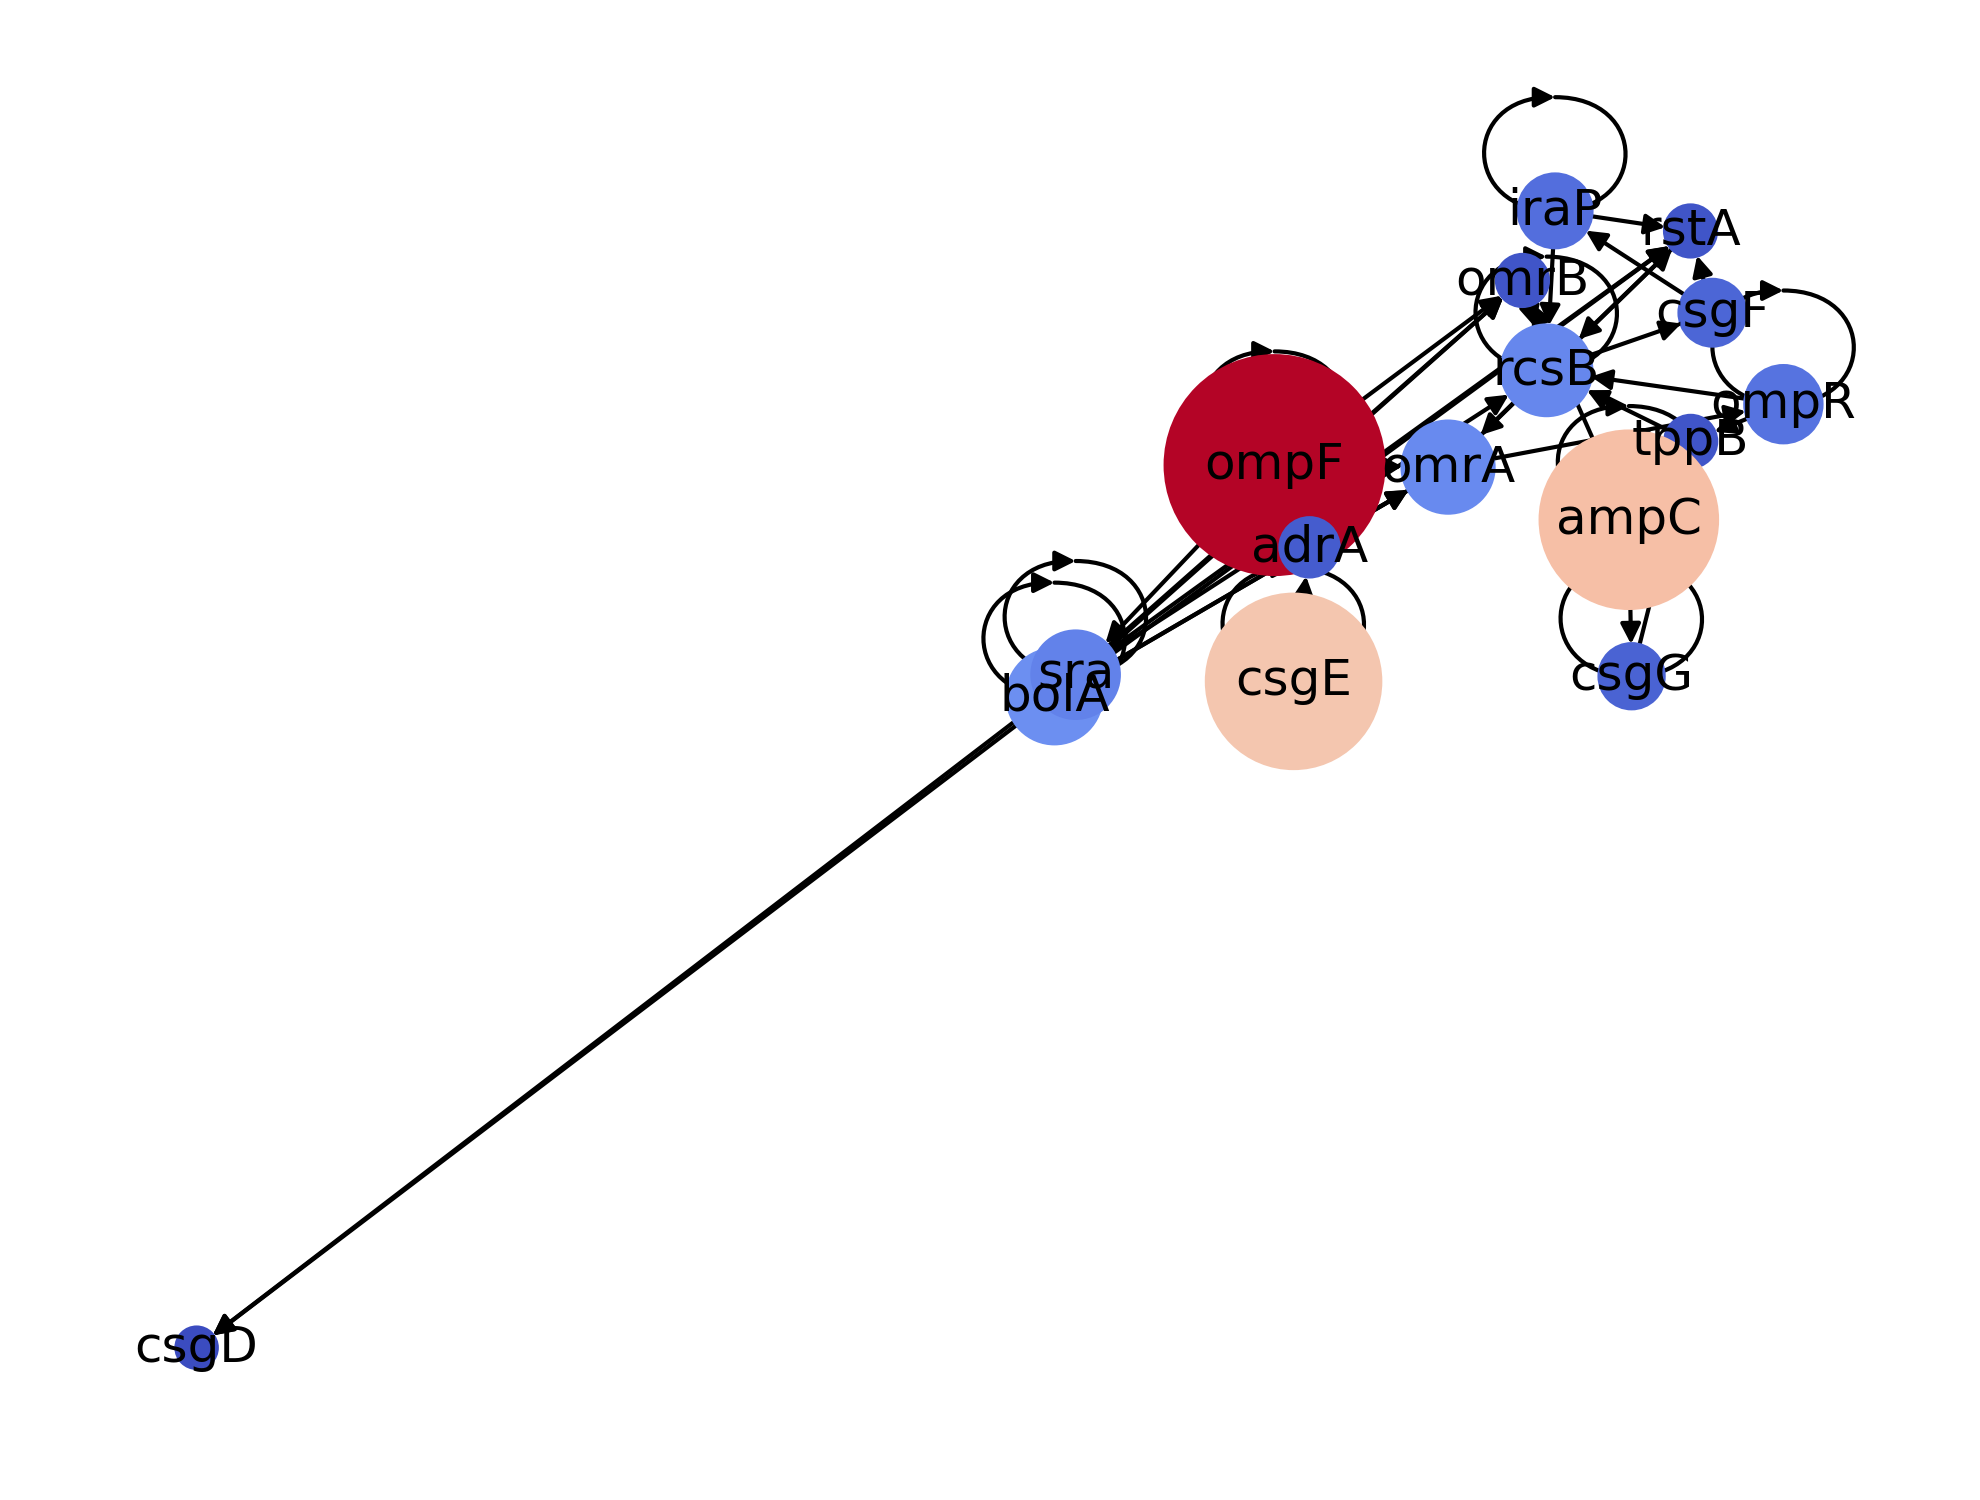 iraP
rstA
omrB
csgF
rcsB
ompR
tppB
ompF
omrA
ampC
adrA
sra
bolA
csgE
csgG
csgD